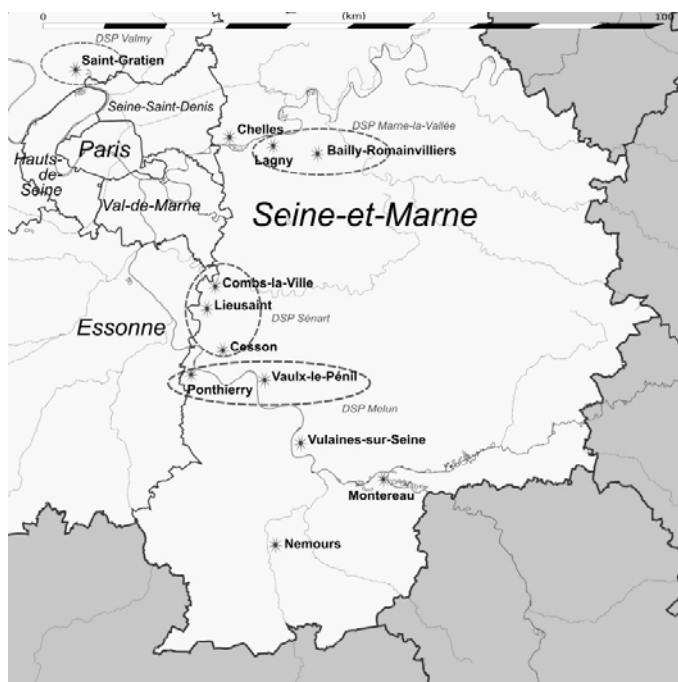 0 (km) 100
DSP Valmy
Saint-Gratien
Seine-Saint-Denis
Chelles
DSP Marne-la-Vallée
Paris
Lagny
Bailly-Romainvilliers
Hauts-
de-
Seine
Val-de-Marne
Seine-et-Marne
Combs-la-Ville
Lieusaint
DSP Sénart
Essonne
Cesson
Ponthierry
Vaulx-le-Pénil
DSP Melun
Vulaines-sur-Seine
Montereau
Nemours